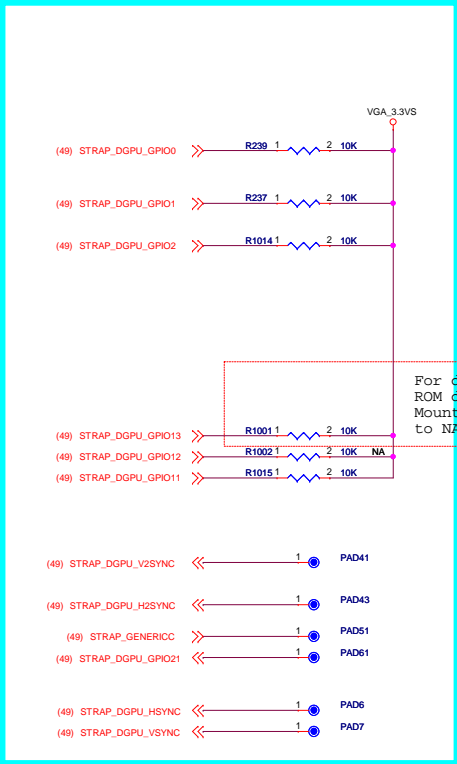 VGA_3.3VS
(49) STRAP_DGPU_GPIO0 R239 1 2 10K
(49) STRAP_DGPU_GPIO1 R237 1 2 10K
(49) STRAP_DGPU_GPIO2 R1014 1 2 10K
For
ROM
Mount
to NA
(49) STRAP_DGPU_GPIO13 R1001 1 2 10K
(49) STRAP_DGPU_GPIO12 R1002 1 2 10K NA
(49) STRAP_DGPU_GPIO11 R1015 1 2 10K
(49) STRAP_DGPU_V2SYNC 1 PAD41
(49) STRAP_DGPU_H2SYNC 1 PAD43
(49) STRAP_GENERICC 1 PAD51
(49) STRAP_DGPU_GPIO21 1 PAD61
(49) STRAP_DGPU_HSYNC 1 PAD6
(49) STRAP_DGPU_VSYNC 1 PAD7